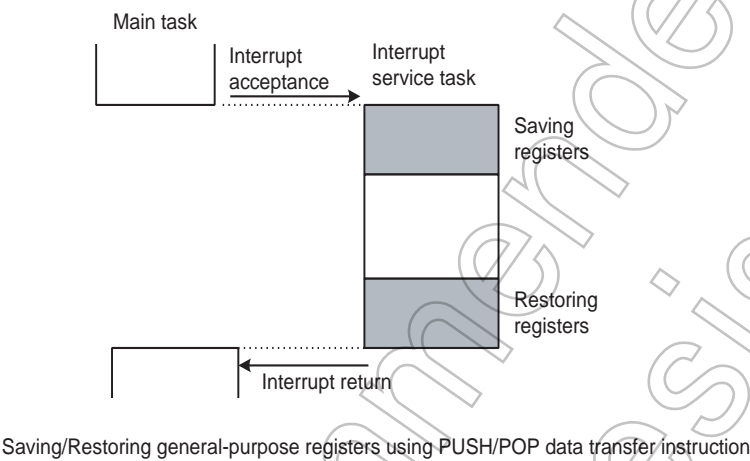 Main task
Interrupt
acceptance
Interrupt
service task
Saving
registers
Restoring
registers
Interrupt return
Saving/Restoring general-purpose registers using PUSH/POP data transfer instruction